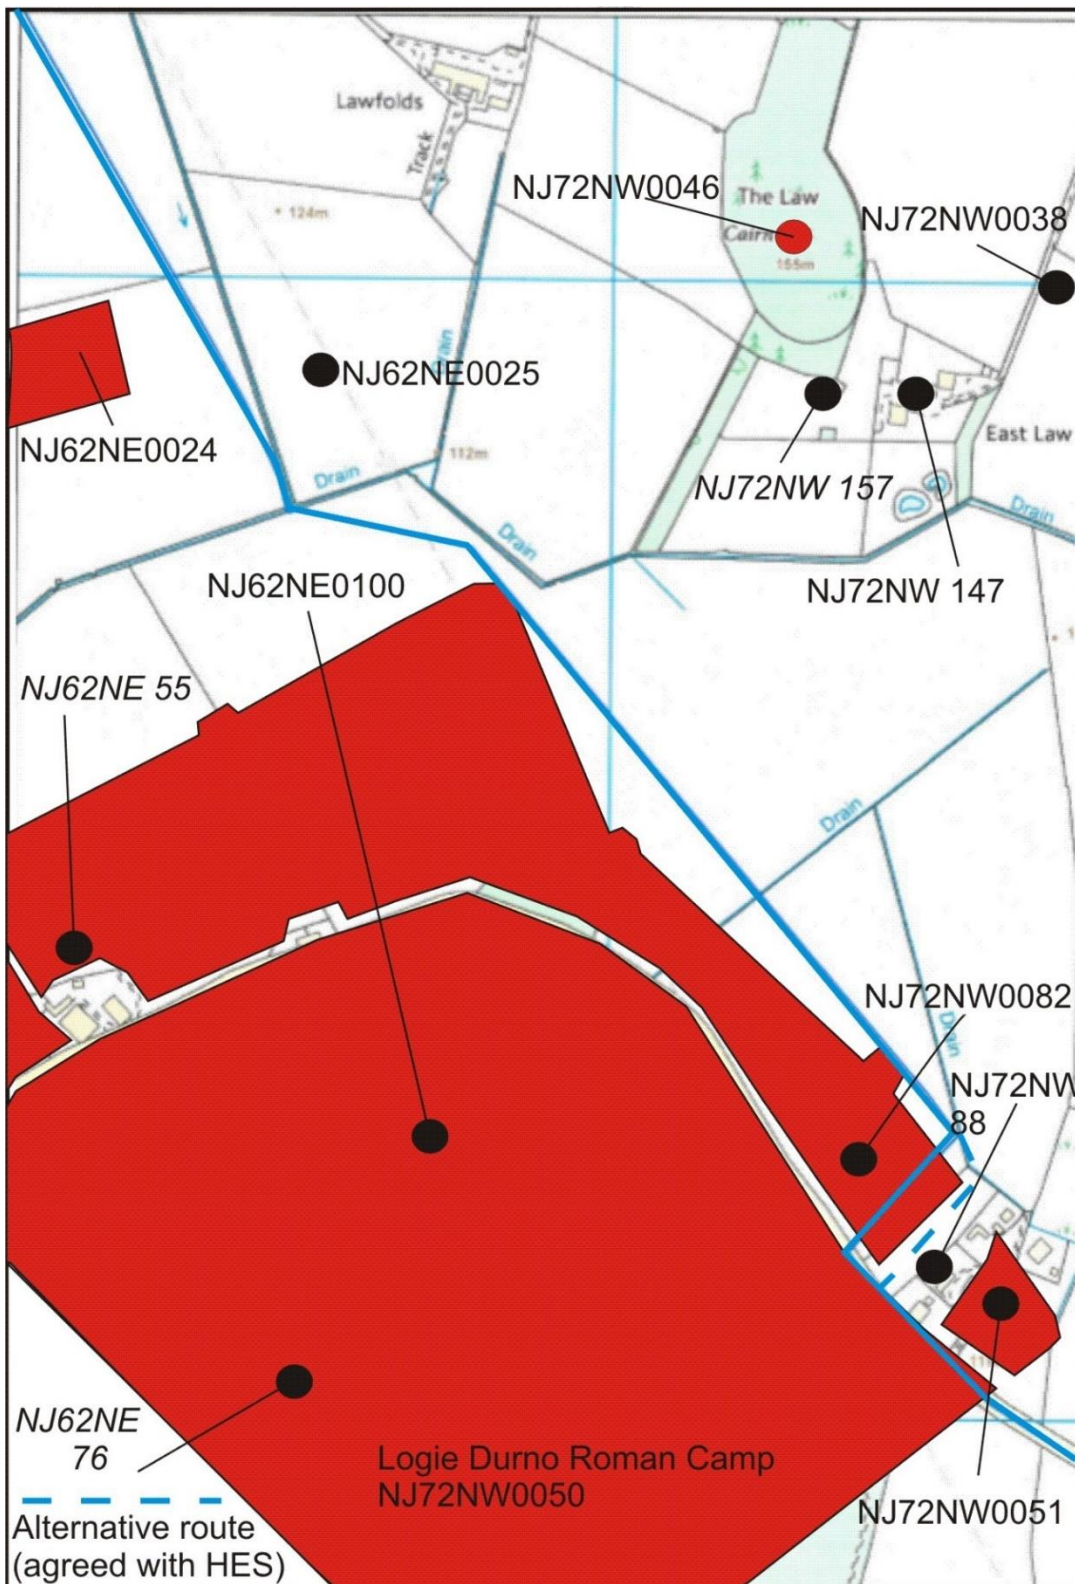 Lawfolds
Track
NJ72NW0046
The Law
Cairn
155m
NJ72NW0038
124m
Drain
NJ62NE0025
NJ62NE0024
112m
Drain
Drain
East Law
NJ72NW 157
Drain
NJ72NW 147
NJ62NE0100
NJ62NE 55
Drain
NJ72NW0082
Drain
NJ72NW
88
NJ62NE
76
Logie Durno Roman Camp
NJ72NW0050
NJ72NW0051
Alternative route
(agreed with HES)